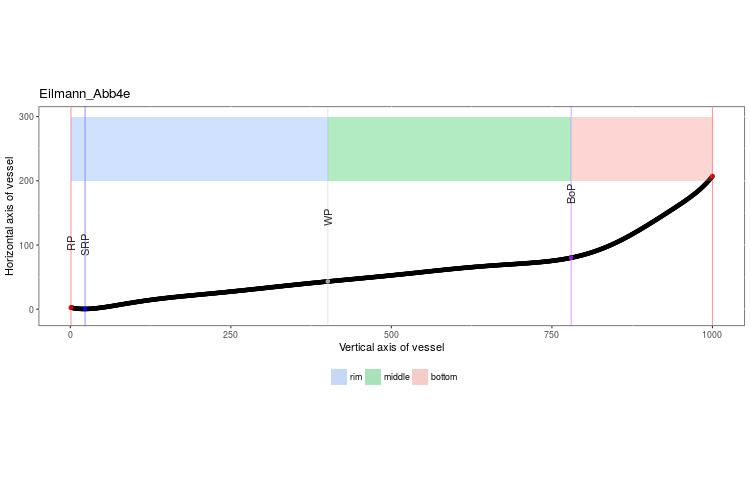 Eilmann_Abb4e
300
200
100
0
Horizontal axis of vessel
RP
SRP
WP
BoP
0
250
500
750
1000
Vertical axis of vessel
rim
middle
bottom